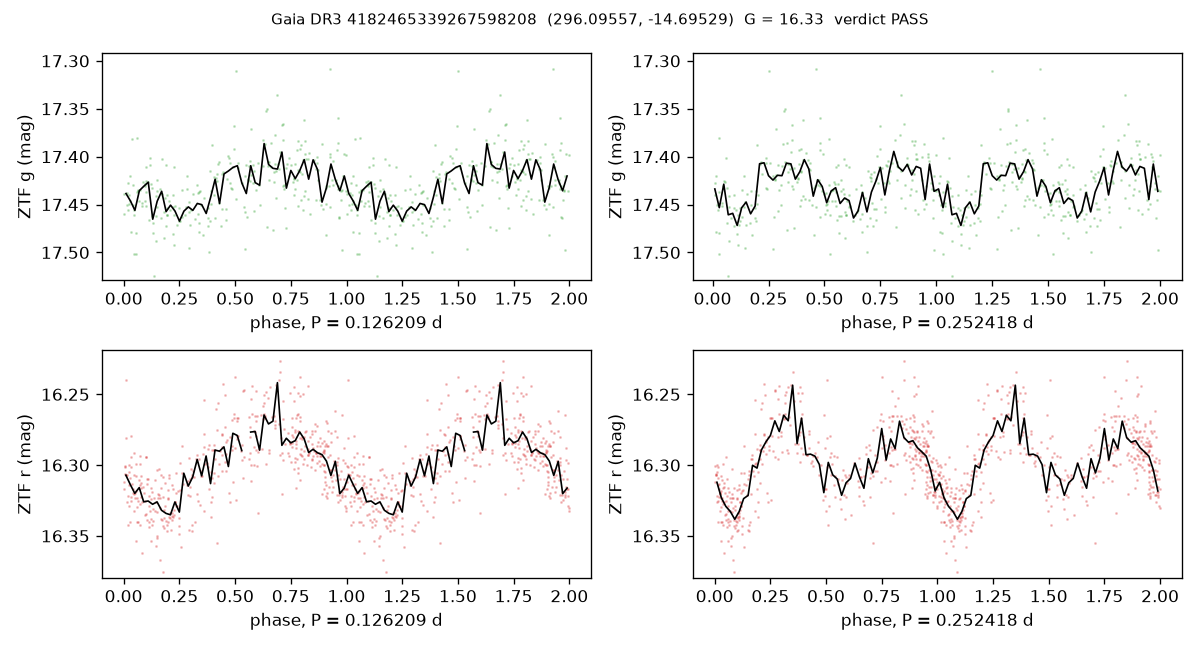 Gaia DR3 4182465339267598208  (296.09557, -14.69529)  G = 16.33  verdict PASS
ZTF g (mag)
17.30
17.35
17.40
17.45
17.50
0.00 0.25 0.50 0.75 1.00 1.25 1.50 1.75 2.00
phase, P = 0.126209 d
ZTF g (mag)
17.30
17.35
17.40
17.45
17.50
0.00 0.25 0.50 0.75 1.00 1.25 1.50 1.75 2.00
phase, P = 0.252418 d
ZTF r (mag)
16.25
16.30
16.35
0.00 0.25 0.50 0.75 1.00 1.25 1.50 1.75 2.00
phase, P = 0.126209 d
ZTF r (mag)
16.25
16.30
16.35
0.00 0.25 0.50 0.75 1.00 1.25 1.50 1.75 2.00
phase, P = 0.252418 d